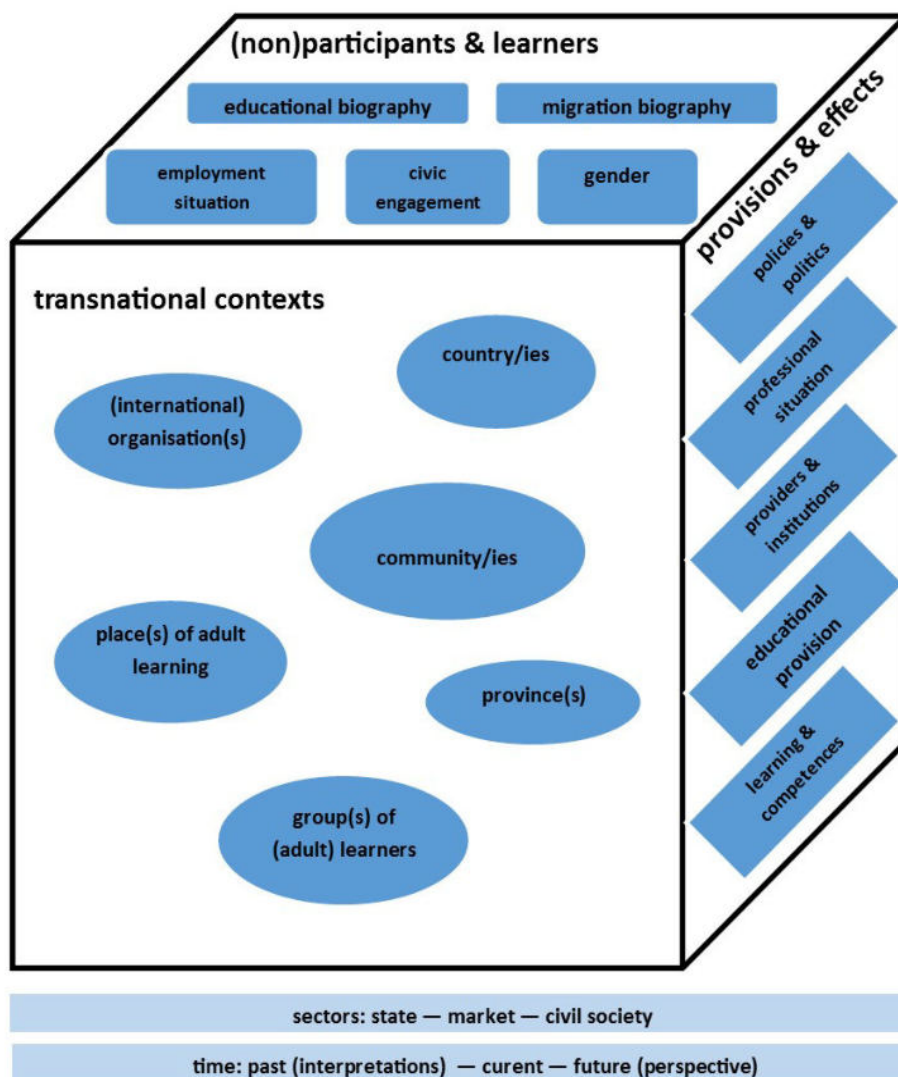 (non)participants & learners
educational biography
migration biography
employment
situation
civic
engagement
gender
provisions & effects
policies &
politics
professional
situation
providers &
institutions
educational
provision
learning &
competences
transnational contexts
country/ies
(international)
organisation(s)
community/ies
place(s) of adult
learning
province(s)
group(s) of
(adult) learners
sectors: state — market — civil society
time: past (interpretations) — curent — future (perspective)